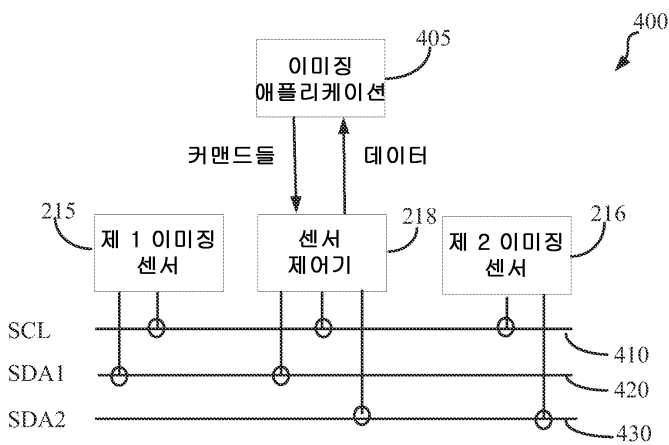 400
405
이미징
애플리케이션
커맨드들
데이터
215
218
216
제 1 이미징
센서
센서
제어기
제 2 이미징
센서
SCL
410
SDA1
420
SDA2
430